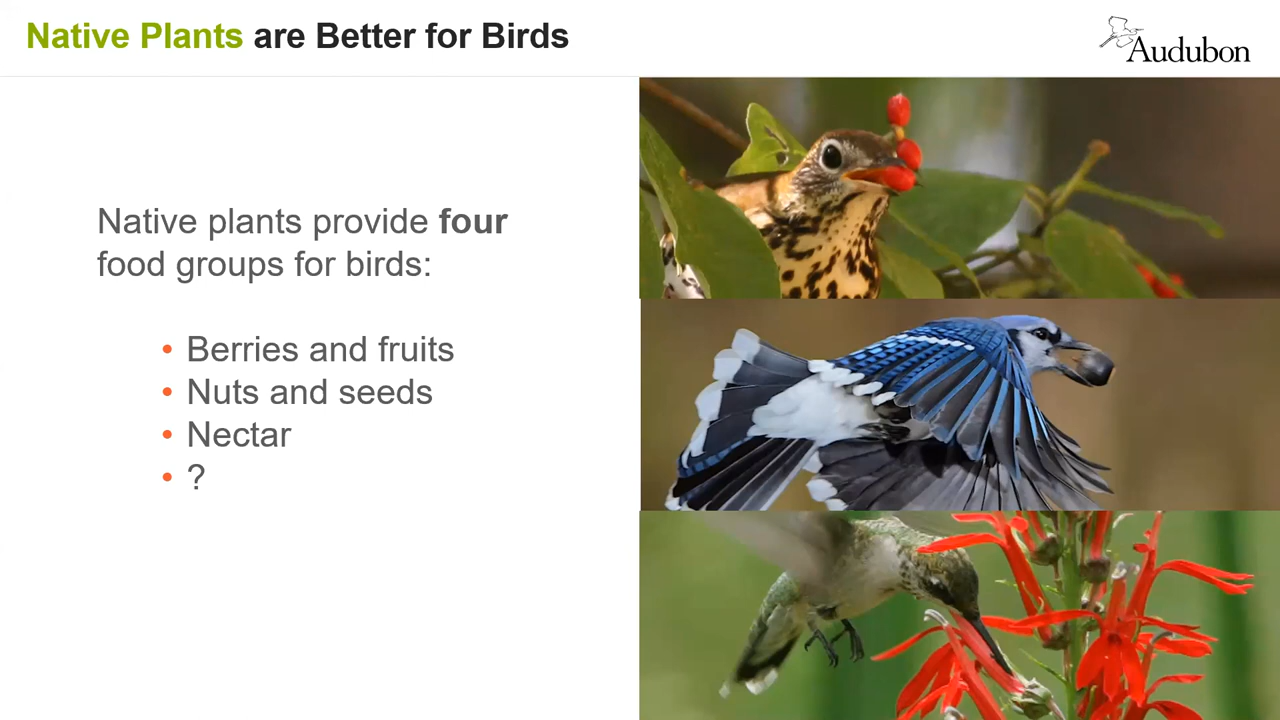 Native Plants are Better for Birds
Audubon
Native plants provide four
food groups for birds:
• Berries and fruits
• Nuts and seeds
• Nectar
• ?